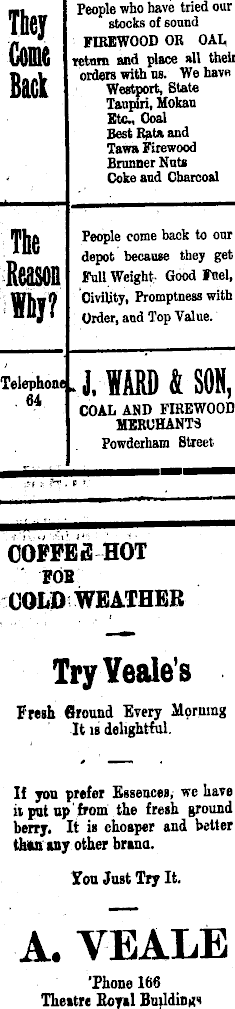 They
Come
Back
People who have tried our
stocks of sound
FIREWOOD OR OAL
return and place all their
orders with us. We have
Westport, State
Taupiri, Mokau
Etc., Coal
Best Rata and
Tawa Firewood
Brunner Nuts
Coke and Charcoal
The
Reason
Why?
People come back to our
depot because they get
Full Weight. Good Fuel,
Civility, Promptness with
Order, and Top Value.
Telephone
64
J. WARD & SON,
COAL AND FIREWOOD
MERCHANTS
Powderham Street
COFFEE HOT
FOR
COLD WEATHER
Try Veale's
Fresh Ground Every Morning
It is delightful.
If you prefer Essences, we have
it put up from the fresh ground
berry. It is cheaper and better
than any other brand.
You Just Try It.
A. VEALE
'Phone 166
Theatre Royal Buildings